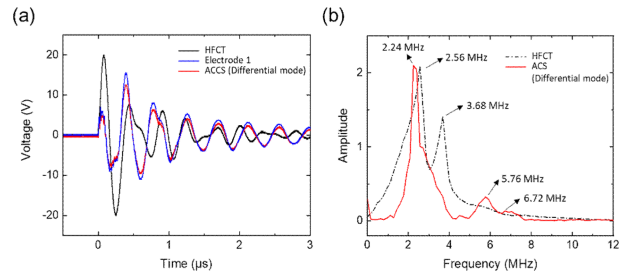 (a)
HFCT
Electrode 1
ACCS (Differential mode)
Voltage (V)
20
10
0
-10
-20
0
1
2
3
Time (µs)
(b)
2.24 MHz
2.56 MHz
3.68 MHz
5.76 MHz
6.72 MHz
HFCT
ACS
(Differential mode)
Amplitude
2
1
0
0
2
4
6
8
10
12
Frequency (MHz)